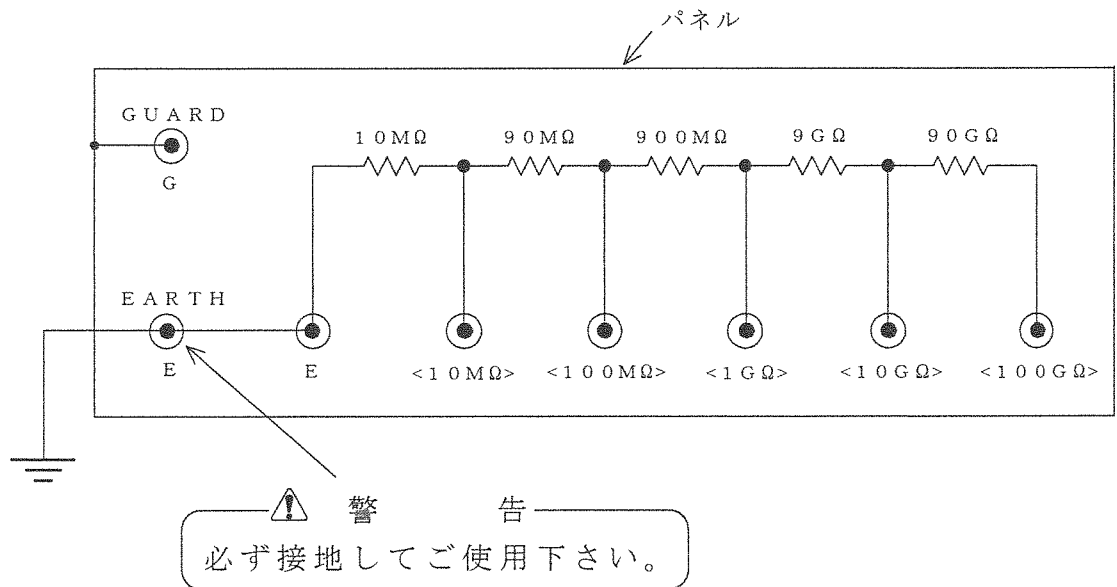 パネル
GUARD
G
10MΩ 90MΩ 900MΩ 9GΩ 90GΩ
EARTH
E E <10MΩ> <100MΩ> <1GΩ> <10GΩ> <100GΩ>
警 告
必ず接地してご使用下さい。